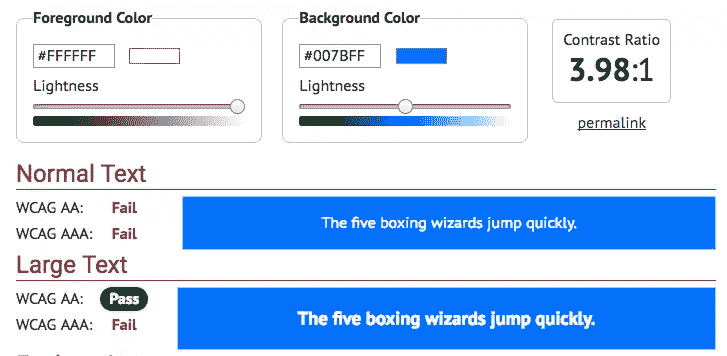 Foreground Color
Background Color
Contrast Ratio
#FFFFFF
#007BFF
3.98:1
Lightness
Lightness
permalink
Normal Text
WCAG AA: Fail
WCAG AAA: Fail
The five boxing wizards jump quickly.
Large Text
WCAG AA: Pass
WCAG AAA: Fail
The five boxing wizards jump quickly.